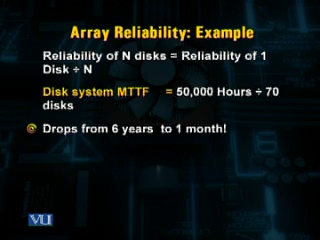 Array Reliability: Example
Reliability of N disks = Reliability of 1
Disk ÷ N
Disk system MTTF = 50,000 Hours ÷ 70
disks
Drops from 6 years to 1 month!
VU